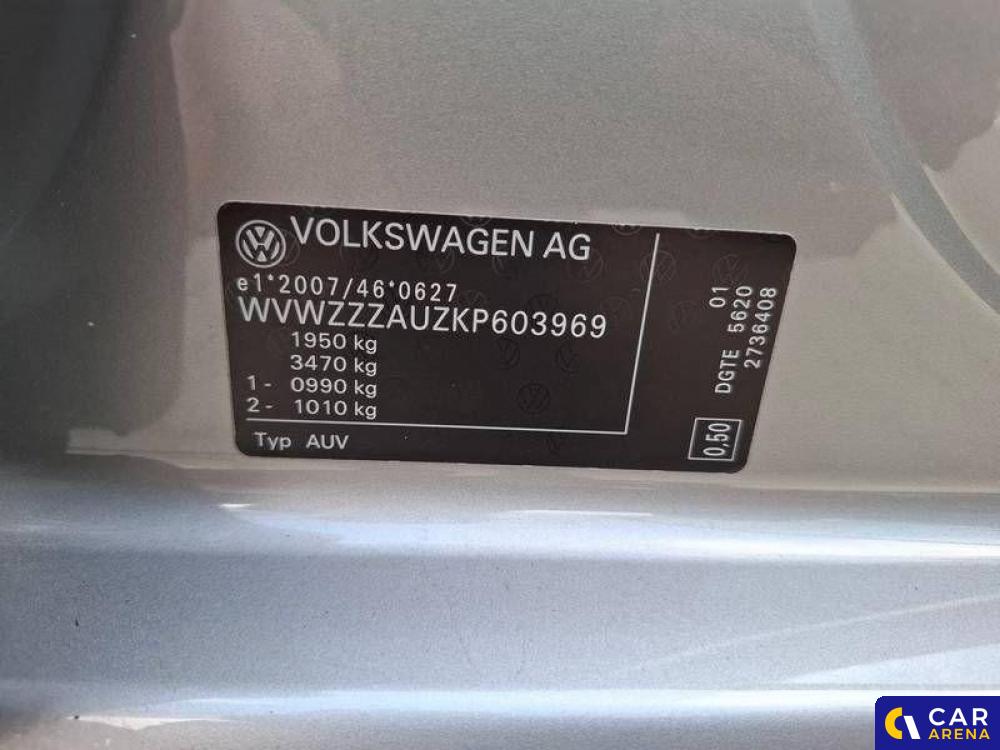 VOLKSWAGEN AG
e1*2007/46*0627
WVWZZZAUZKP603969
1950 kg
3470 kg
1- 0990 kg
2- 1010 kg
Typ AUV
01
DGTE 5620
2736408
0,50
CAR
ARENA